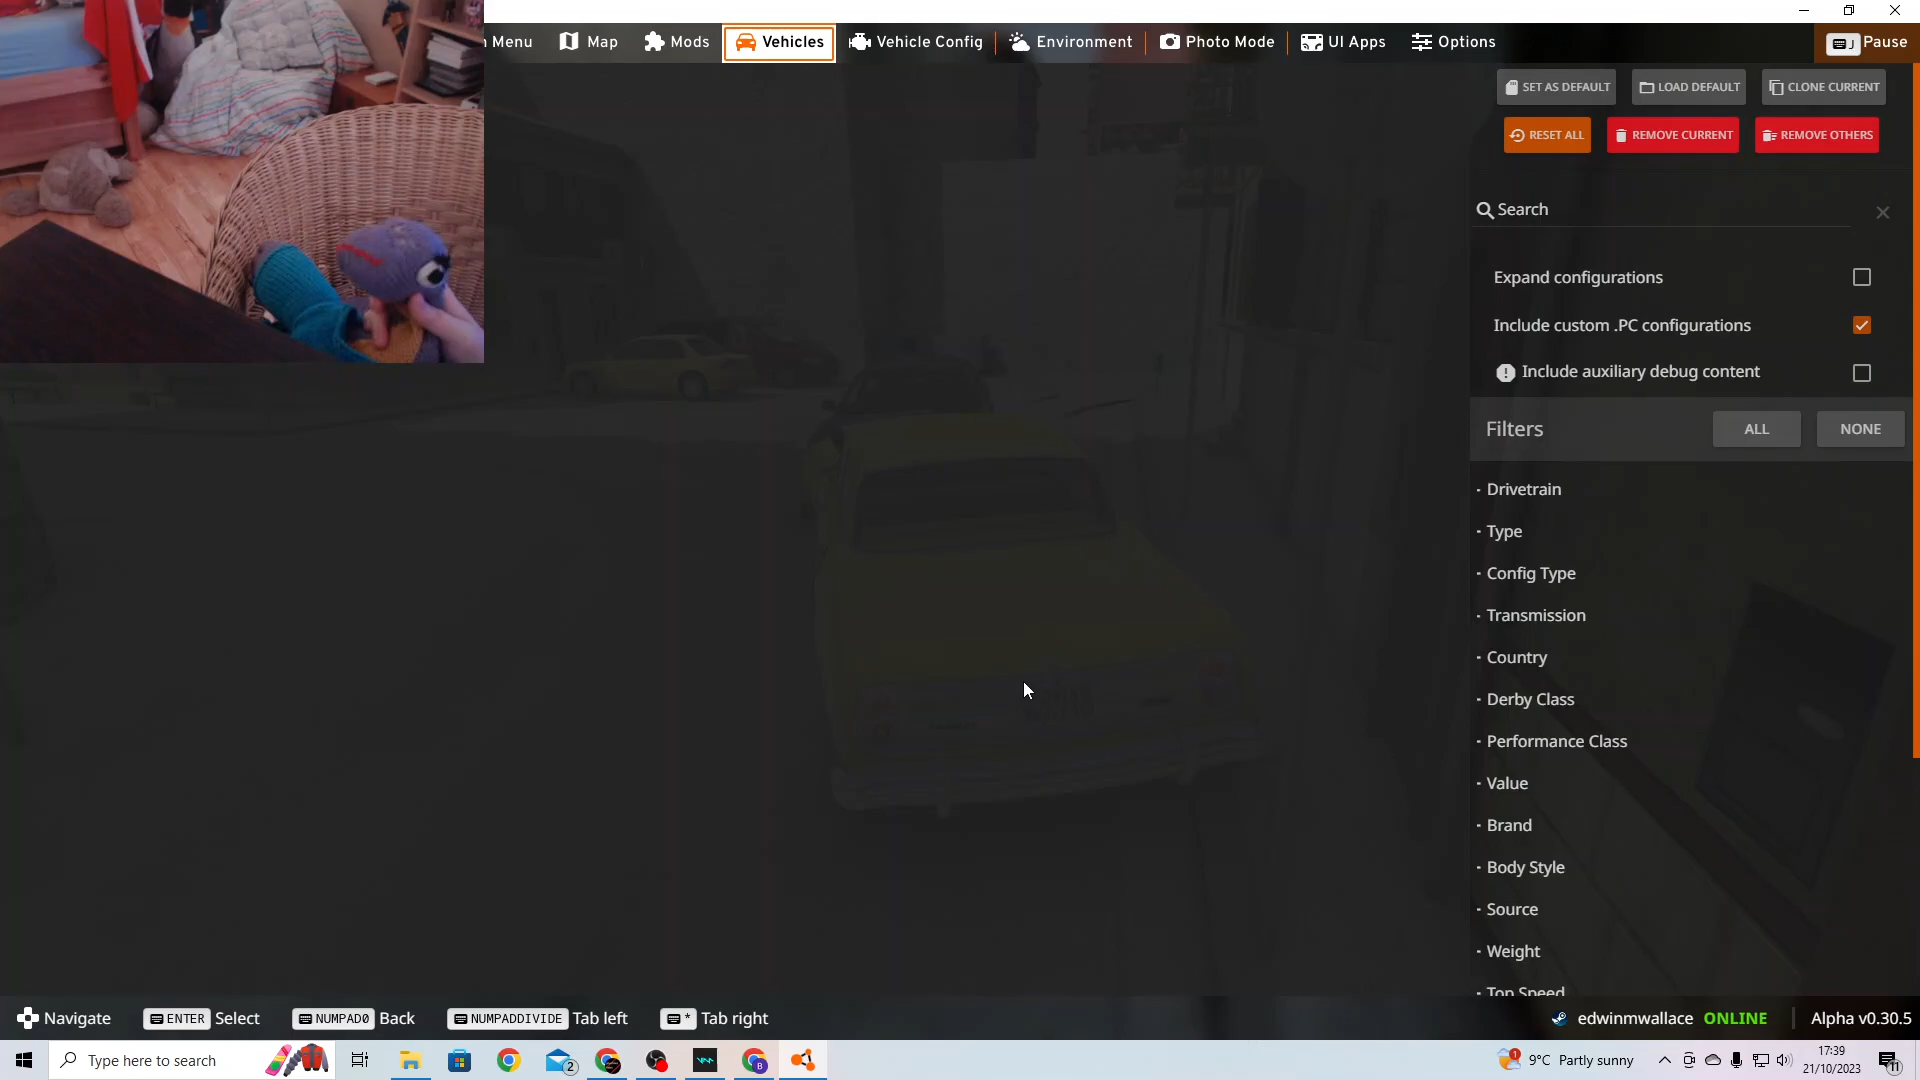 n Menu Map Mods Vehicles Vehicle Config Environment Photo Mode UI Apps Options J Pause
SET AS DEFAULT LOAD DEFAULT CLONE CURRENT
RESET ALL REMOVE CURRENT REMOVE OTHERS
Search
Expand configurations
Include custom .PC configurations
Include auxiliary debug content
Filters ALL NONE
- Drivetrain
- Type
- Config Type
- Transmission
- Country
- Derby Class
- Performance Class
- Value
- Brand
- Body Style
- Source
- Weight
- Top Speed
Navigate ENTER Select NUMPAD0 Back NUMPADDIVIDE Tab left * Tab right edwinmwallace ONLINE Alpha v0.30.5
Type here to search 2 1 9°C Partly sunny 17:39
21/10/2023 11